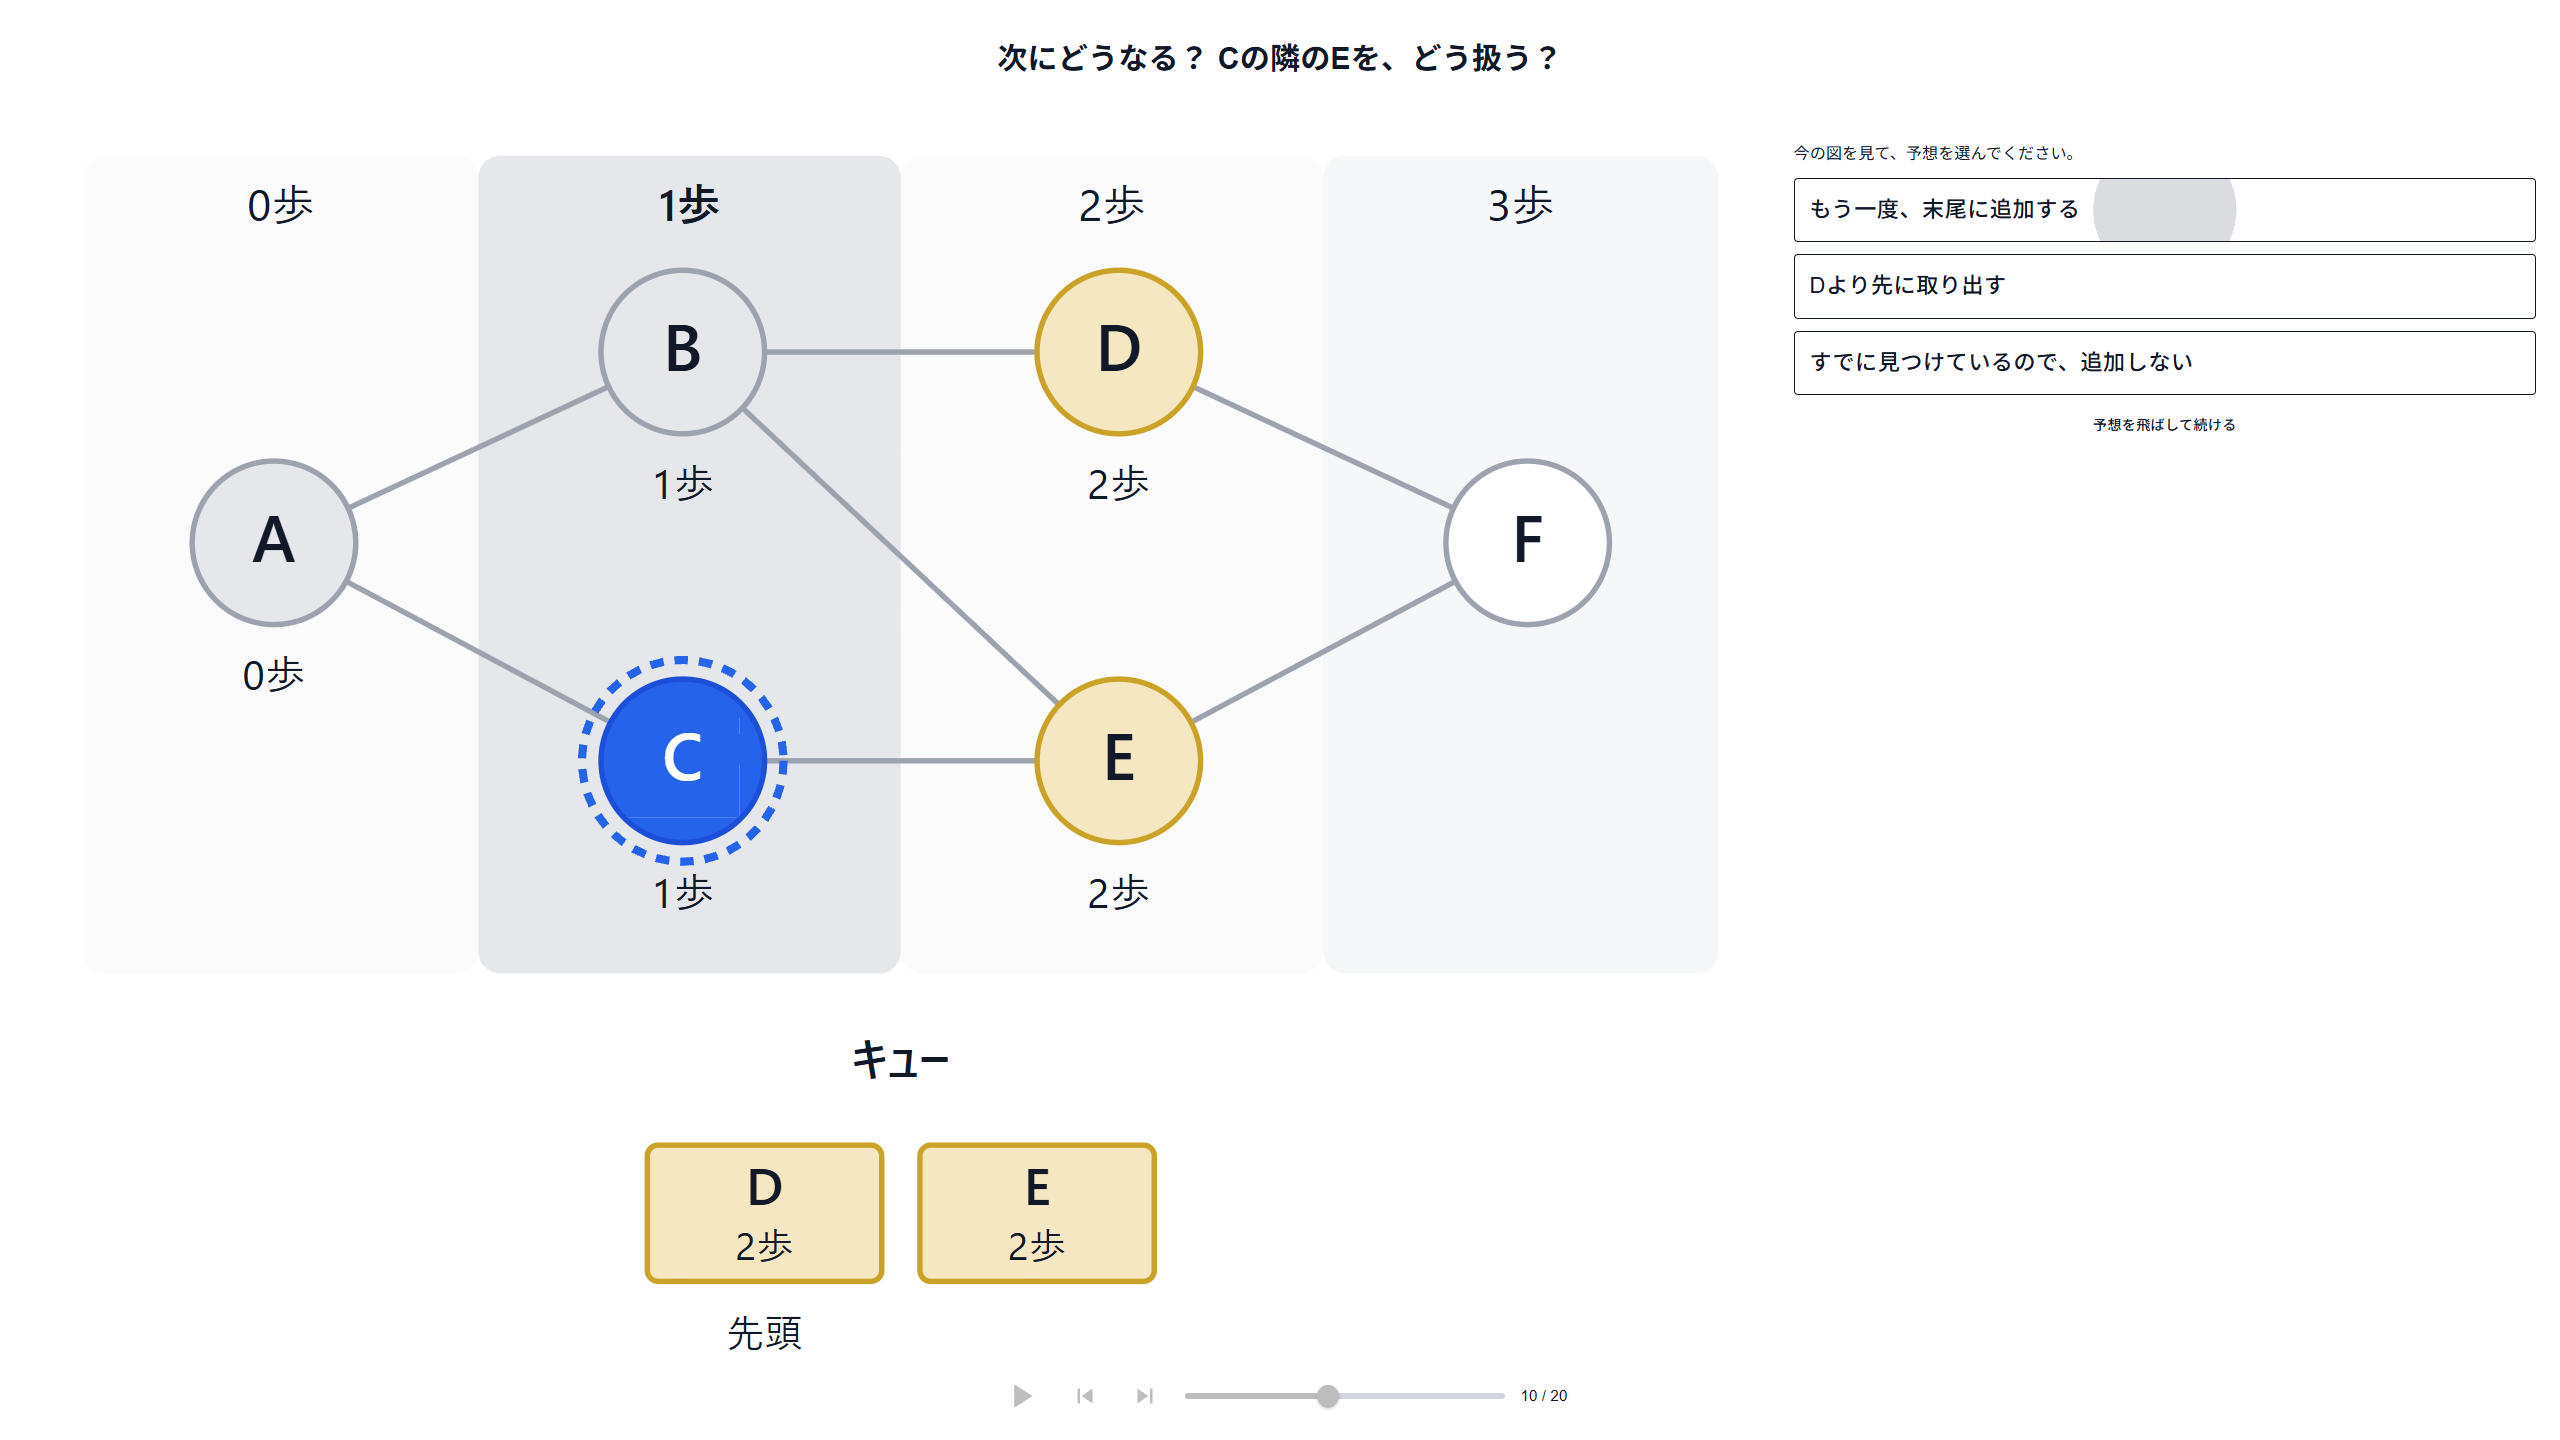 次にどうなる？ Cの隣のEを、どう扱う？
0歩
1歩
2歩
3歩
B
1歩
D
2歩
A
0歩
F
C
1歩
E
2歩
キュー
D
2歩
E
2歩
先頭
今の図を見て、予想を選んでください。
もう一度、末尾に追加する
Dより先に取り出す
すでに見つけているので、追加しない
予想を飛ばして続ける
10 / 20